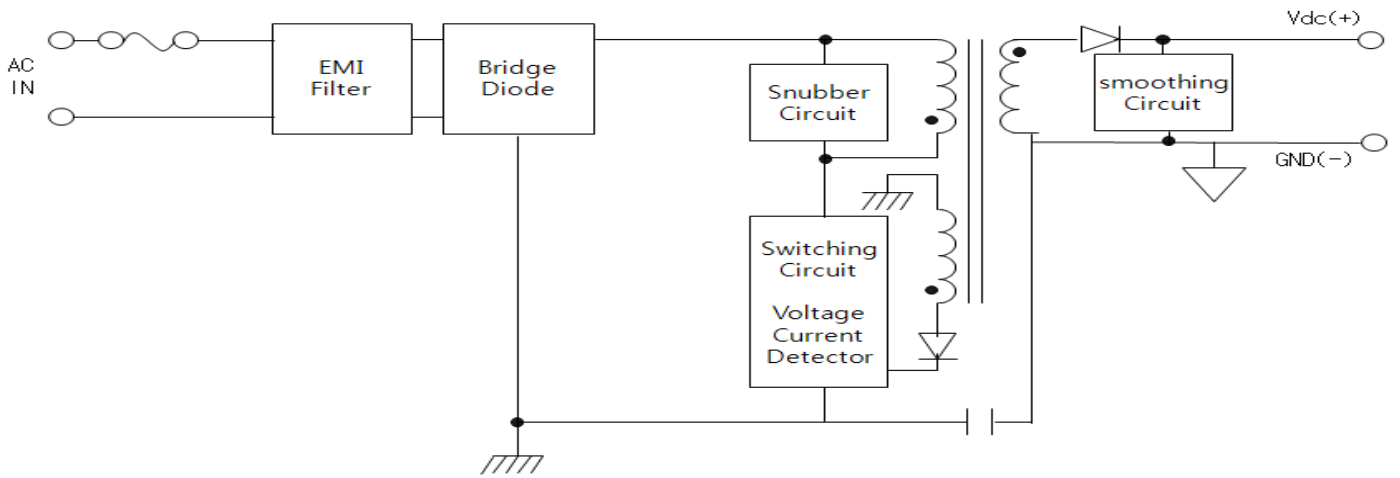 AC
IN
EMI
Filter
Bridge
Diode
Snubber
Circuit
Switching
Circuit
Voltage
Current
Detector
Vdc(+)
smoothing
Circuit
GND(-)